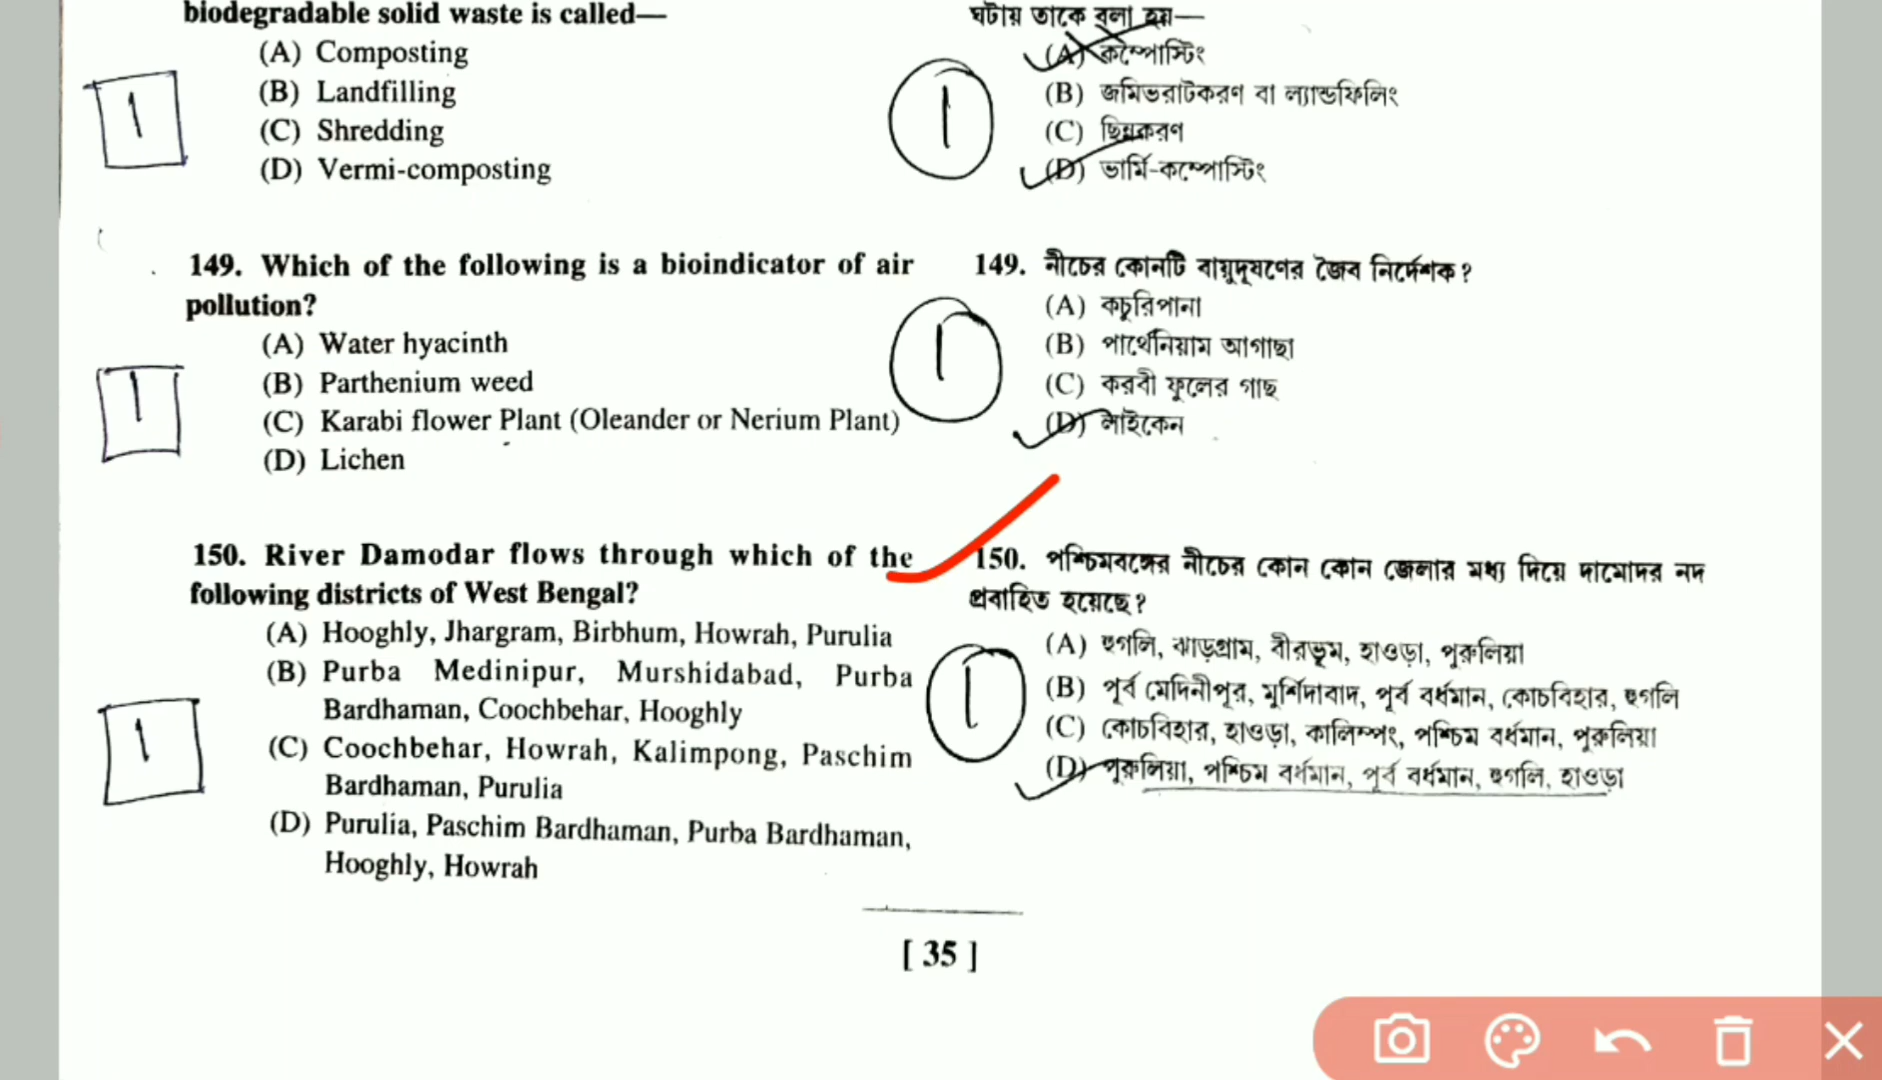 biodegradable solid waste is called—
(A) Composting
(B) Landfilling
(C) Shredding
(D) Vermi-composting
1
149. Which of the following is a bioindicator of air
pollution?
(A) Water hyacinth
(B) Parthenium weed
(C) Karabi flower Plant (Oleander or Nerium Plant)
(D) Lichen
1
150. River Damodar flows through which of the
following districts of West Bengal?
(A) Hooghly, Jhargram, Birbhum, Howrah, Purulia
(B) Purba Medinipur, Murshidabad, Purba
Bardhaman, Coochbehar, Hooghly
(C) Coochbehar, Howrah, Kalimpong, Paschim
Bardhaman, Purulia
(D) Purulia, Paschim Bardhaman, Purba Bardhaman,
Hooghly, Howrah
1
ঘটায় তাকে বলা হয়—
(A) কম্পোস্টিং
(B) জমিভরাটকরণ বা ল্যান্ডফিলিং
(C) ছিন্নকরণ
(D) ভার্মি-কম্পোস্টিং
1
149. নীচের কোনটি বায়ুদূষণের জৈব নির্দেশক?
(A) কচুরিপানা
(B) পার্থেনিয়াম আগাছা
(C) করবী ফুলের গাছ
(D) লাইকেন
1
150. পশ্চিমবঙ্গের নীচের কোন কোন জেলার মধ্য দিয়ে দামোদর নদ
প্রবাহিত হয়েছে?
(A) হুগলি, ঝাড়গ্রাম, বীরভূম, হাওড়া, পুরুলিয়া
(B) পূর্ব মেদিনীপুর, মুর্শিদাবাদ, পূর্ব বর্ধমান, কোচবিহার, হুগলি
(C) কোচবিহার, হাওড়া, কালিম্পং, পশ্চিম বর্ধমান, পুরুলিয়া
(D) পুরুলিয়া, পশ্চিম বর্ধমান, পূর্ব বর্ধমান, হুগলি, হাওড়া
1
[ 35 ]